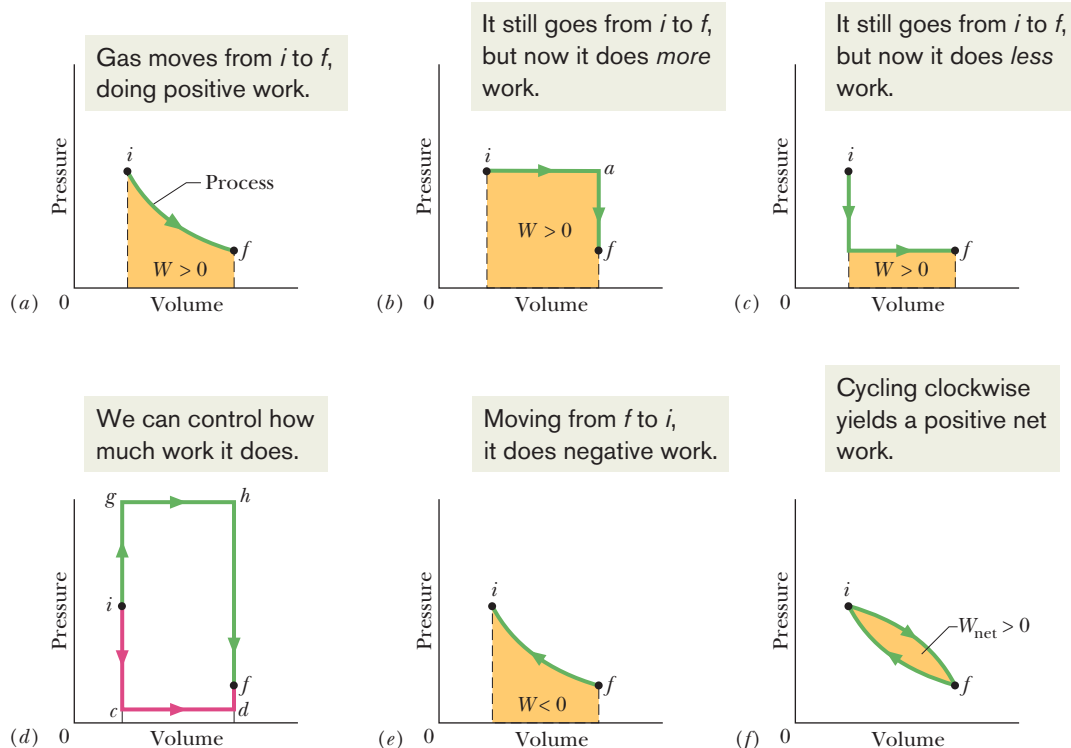 Gas moves from i to f,
doing positive work.
Pressure
i
Process
f
W > 0
(a) 0
Volume
It still goes from i to f,
but now it does more
work.
Pressure
i
a
W > 0
f
(b) 0
Volume
It still goes from i to f,
but now it does less
work.
Pressure
i
f
W > 0
(c) 0
Volume
We can control how
much work it does.
Pressure
g h
i
f
c d
(d) 0
Volume
Moving from f to i,
it does negative work.
Pressure
i
f
W < 0
(e) 0
Volume
Cycling clockwise
yields a positive net
work.
Pressure
i
Wnet > 0
f
(f) 0
Volume